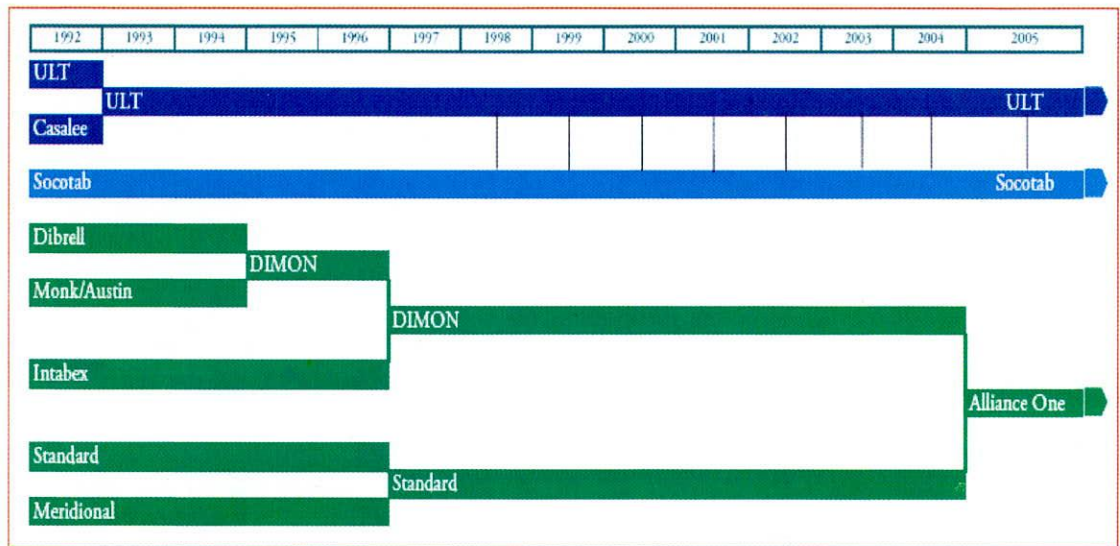 1992 1993 1994 1995 1996 1997 1998 1999 2000 2001 2002 2003 2004 2005
ULT
ULT ULT
Casalee
Socotab Socotab
Dibrell
DIMON
Monk/Austin
DIMON
Intabex
Alliance One
Standard
Standard
Meridional